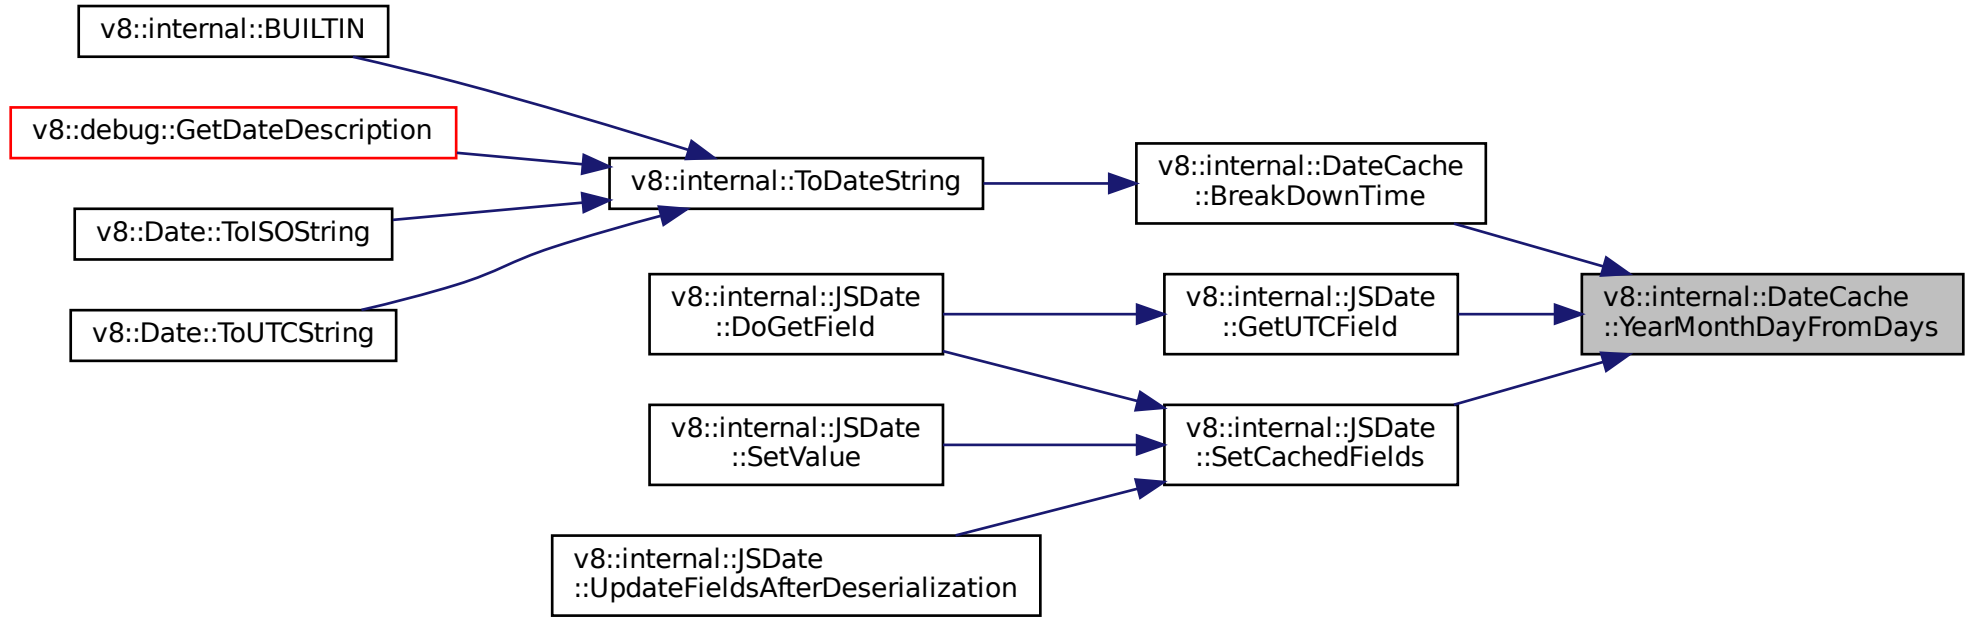 v8::internal::BUILTIN
v8::debug::GetDateDescription
v8::Date::ToISOString
v8::Date::ToUTCString
v8::internal::ToDateString
v8::internal::JSDate
::DoGetField
v8::internal::JSDate
::SetValue
v8::internal::JSDate
::UpdateFieldsAfterDeserialization
v8::internal::DateCache
::BreakDownTime
v8::internal::JSDate
::GetUTCField
v8::internal::JSDate
::SetCachedFields
v8::internal::DateCache
::YearMonthDayFromDays